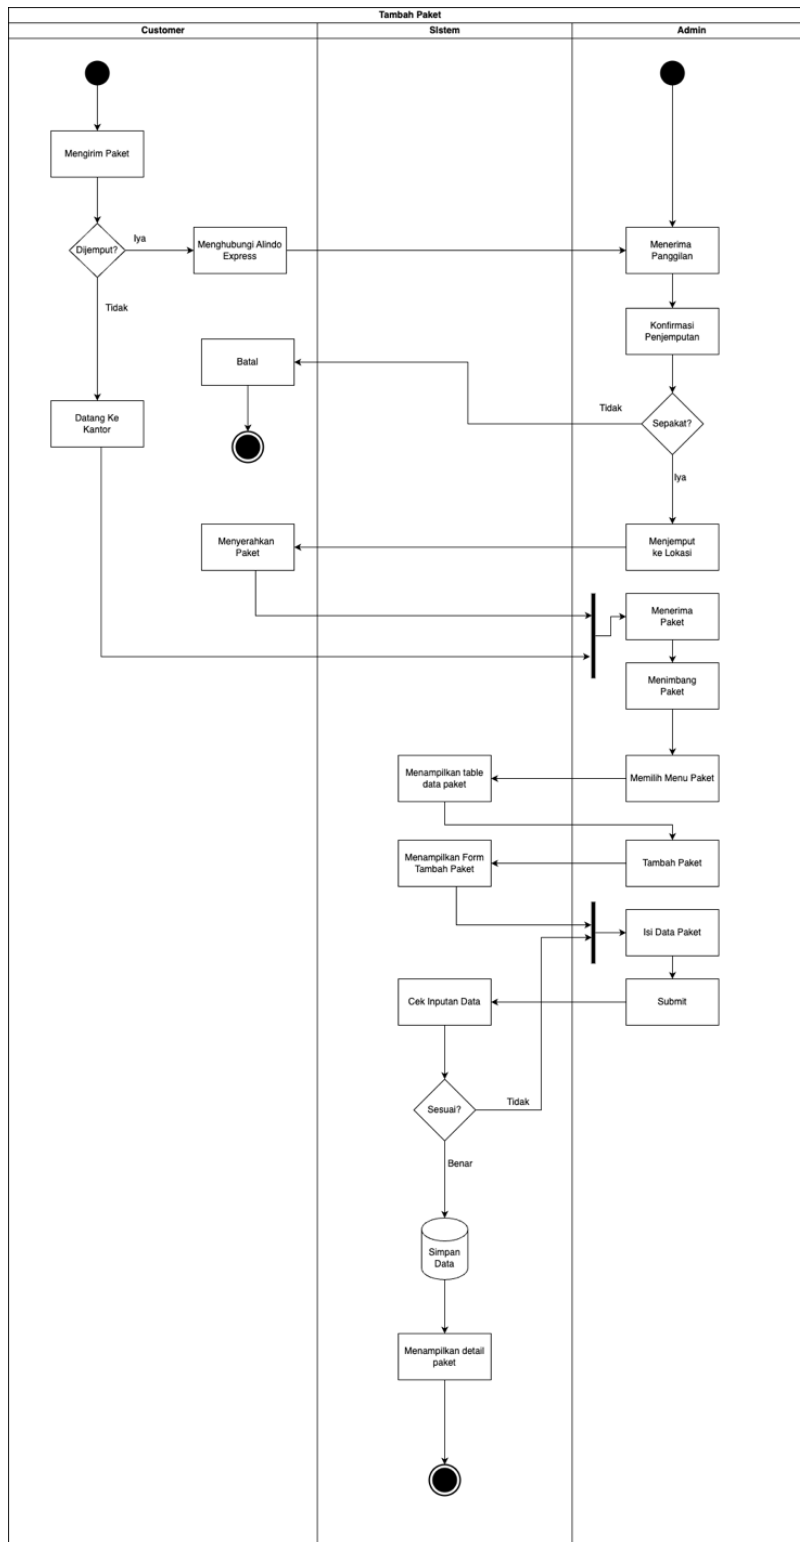 Tambah Paket
Customer
Sistem
Admin
Mengirim Paket
Dijemput?
Iya
Menghubungi Alindo
Express
Menerima
Panggilan
Tidak
Konfirmasi
Penjemputan
Batal
Datang Ke
Kantor
Tidak
Sepakat?
Iya
Menyerahkan
Paket
Menjemput
ke Lokasi
Menerima
Paket
Menimbang
Paket
Menampilkan table
data paket
Memilih Menu Paket
Menampilkan Form
Tambah Paket
Tambah Paket
Isi Data Paket
Cek Inputan Data
Submit
Sesuai?
Tidak
Benar
Simpan
Data
Menampilkan detail
paket